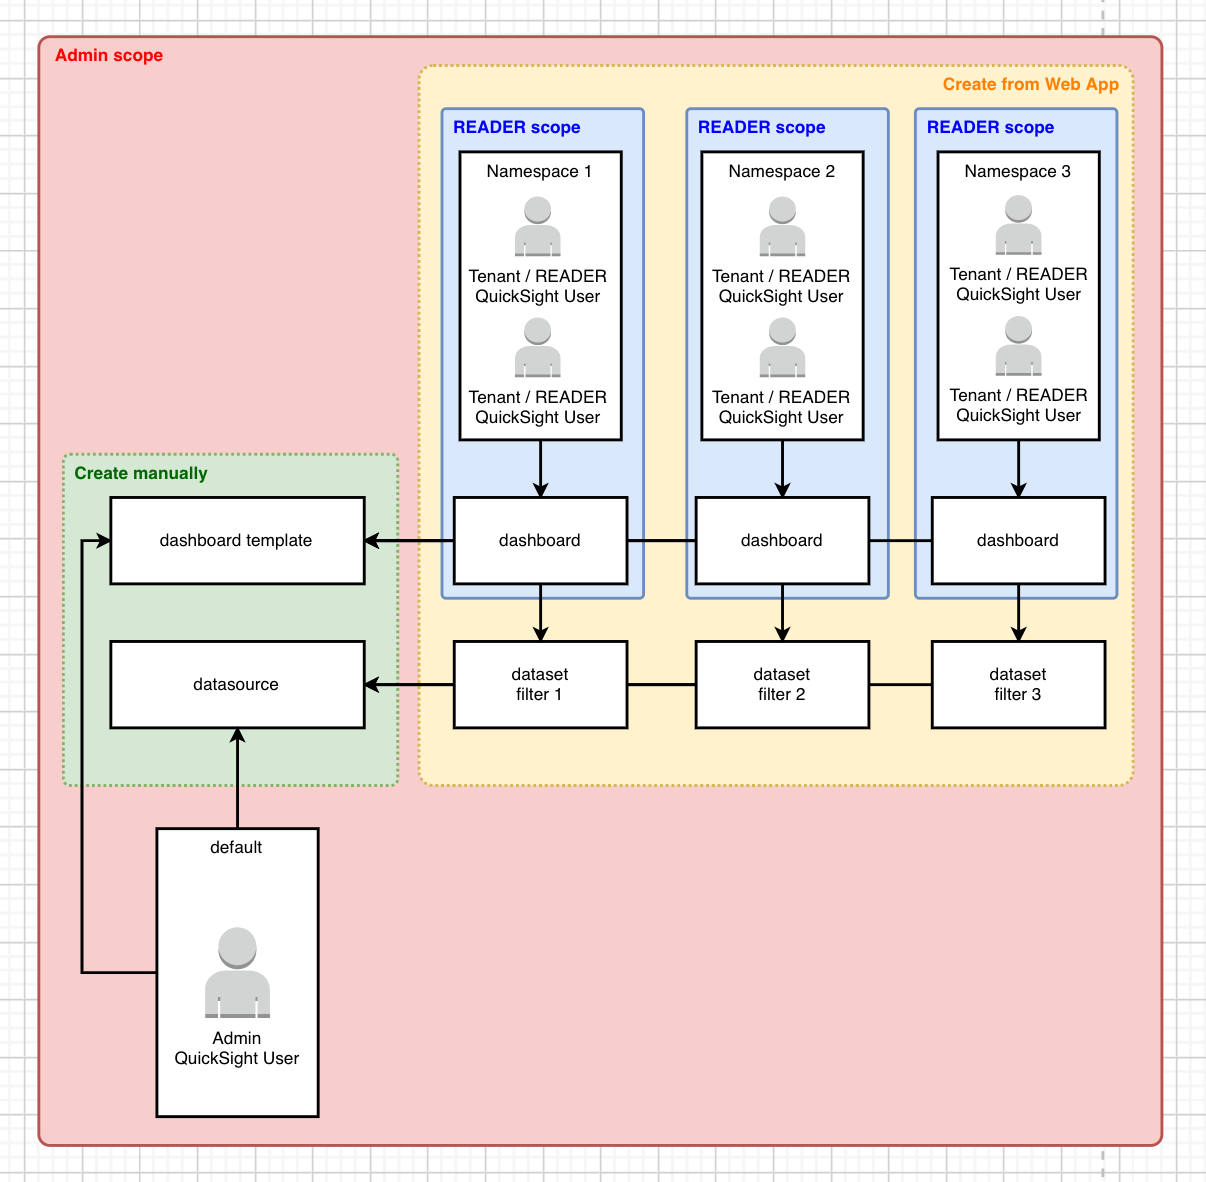 Admin scope
Create from Web App
READER scope
Namespace 1
Tenant / READER
QuickSight User
Tenant / READER
QuickSight User
READER scope
Namespace 2
Tenant / READER
QuickSight User
Tenant / READER
QuickSight User
READER scope
Namespace 3
Tenant / READER
QuickSight User
Tenant / READER
QuickSight User
Create manually
dashboard template
dashboard
dashboard
dashboard
datasource
dataset
filter 1
dataset
filter 2
dataset
filter 3
default
Admin
QuickSight User